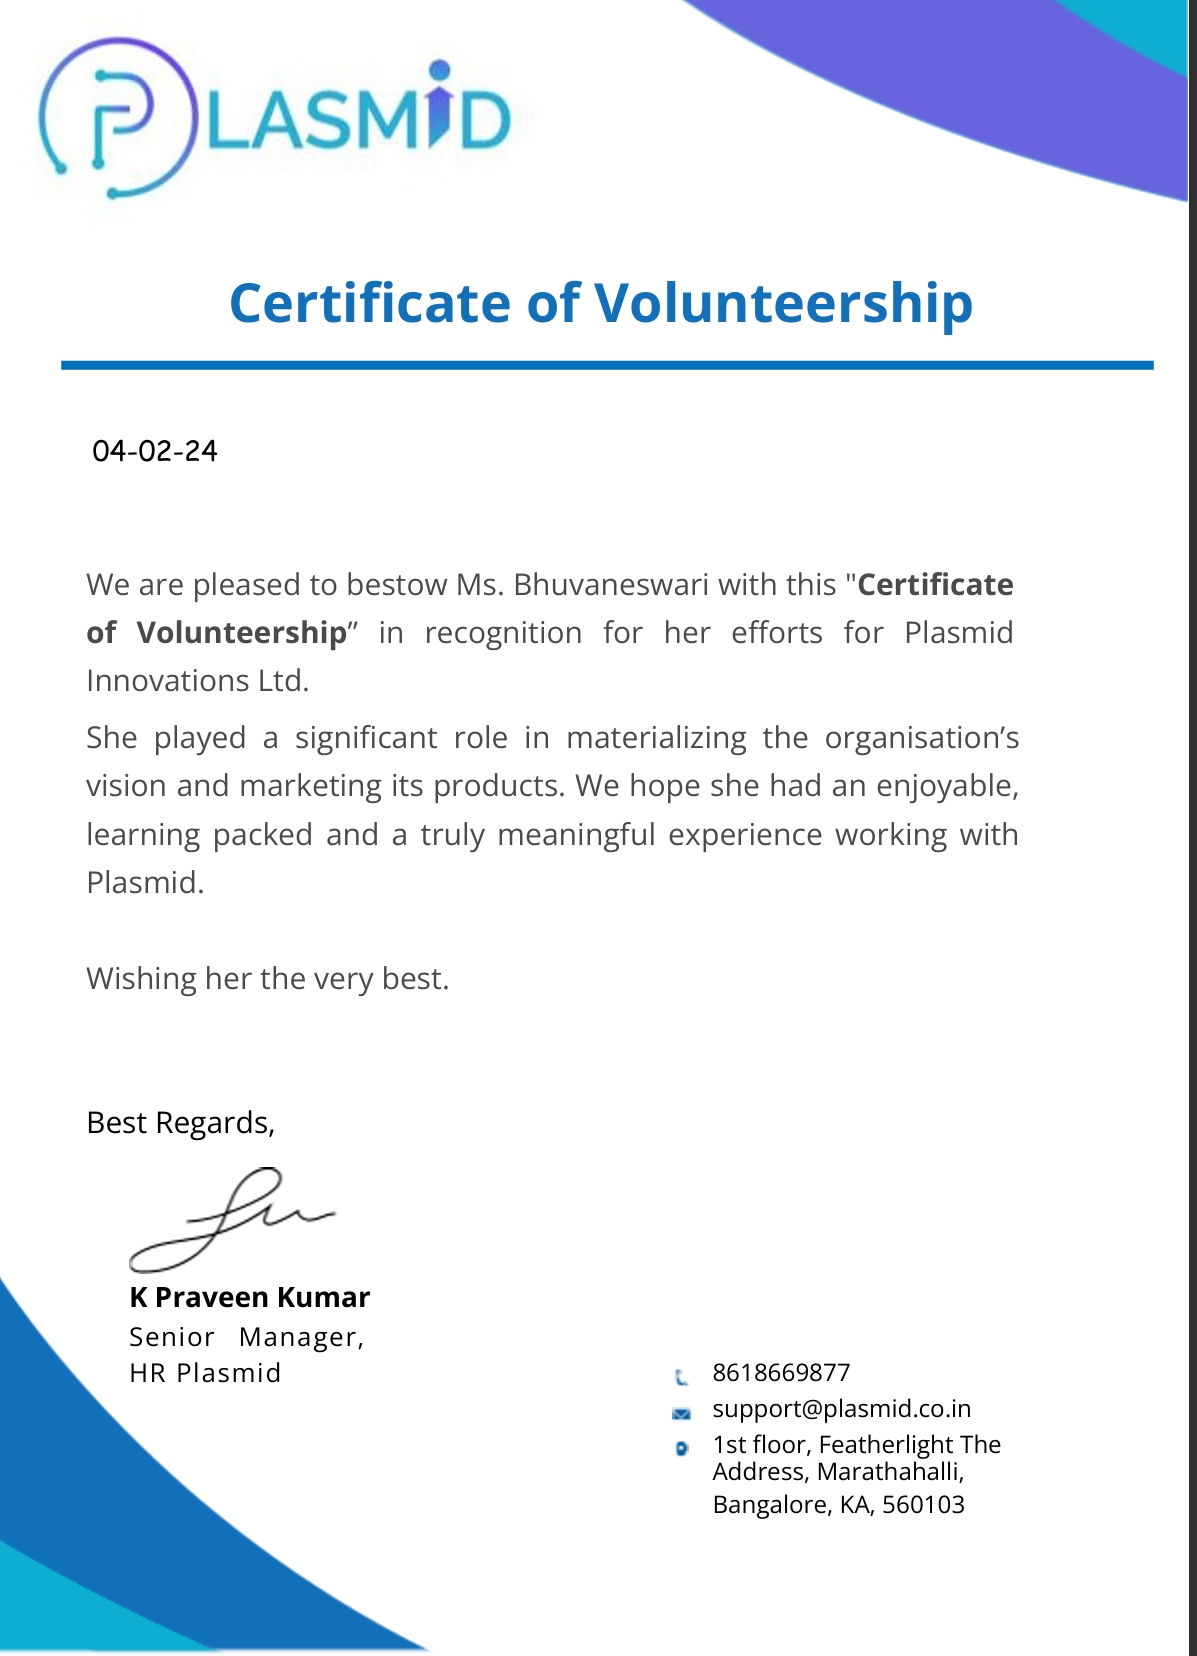 PLASMiD
Certificate of Volunteership
04-02-24
We are pleased to bestow Ms. Bhuvaneswari with this "Certificate
of Volunteership” in recognition for her efforts for Plasmid
Innovations Ltd.
She played a significant role in materializing the organisation’s
vision and marketing its products. We hope she had an enjoyable,
learning packed and a truly meaningful experience working with
Plasmid.
Wishing her the very best.
Best Regards,
K Praveen Kumar
Senior Manager,
HR Plasmid
8618669877
support@plasmid.co.in
1st floor, Featherlight The
Address, Marathahalli,
Bangalore, KA, 560103